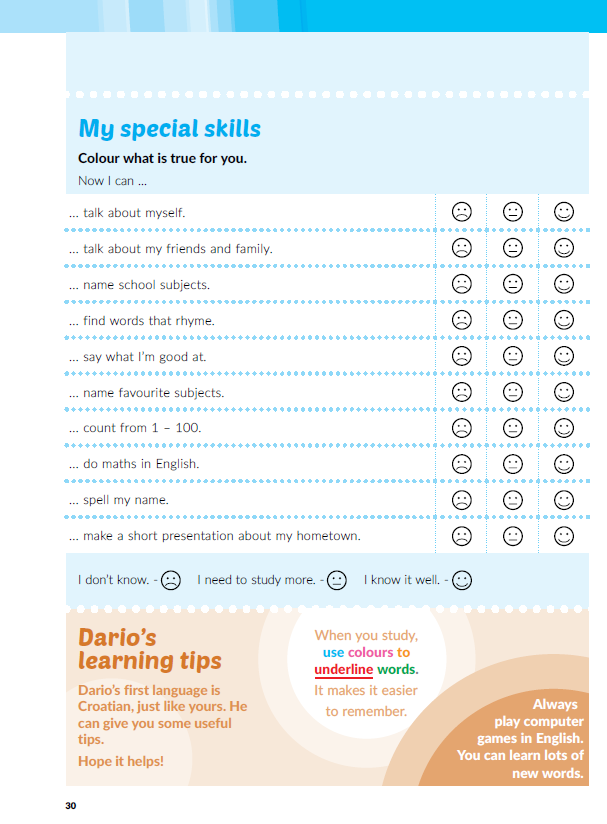 My special skills
Colour what is true for you.
Now I can ...
... talk about myself.
... talk about my friends and family.
... name school subjects.
... find words that rhyme.
... say what I'm good at.
... name favourite subjects.
... count from 1 – 100.
... do maths in English.
... spell my name.
... make a short presentation about my hometown.
I don't know. - I need to study more. - I know it well. -
Dario's
learning tips
Dario's first language is
Croatian, just like yours. He
can give you some useful
tips.
Hope it helps!
When you study,
use colours to
underline words.
It makes it easier
to remember.
Always
play computer
games in English.
You can learn lots of
new words.
30